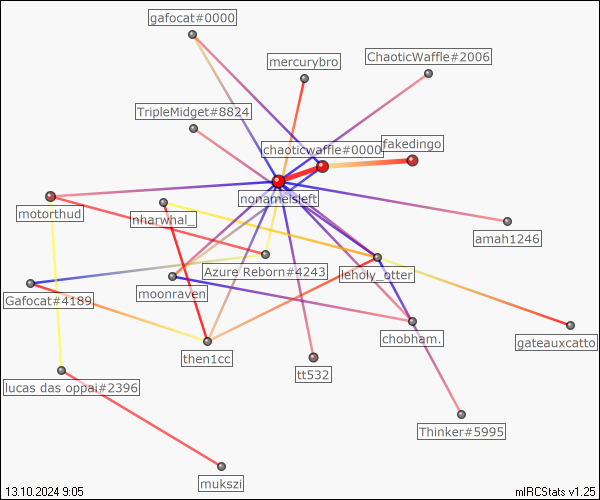 gafocat#0000
mercurybro
ChaoticWaffle#2006
TripleMidget#8824
chaoticwaffle#0000
fakedingo
nonameisleft
motorthud
nharwhal_
amah1246
Azure Reborn#4243
leholy_otter
Gafocat#4189
moonraven
chobham.
gateauxcatto
then1cc
tt532
lucas das oppai#2396
Thinker#5995
mukszi
13.10.2024 9:05
mIRCStats v1.25